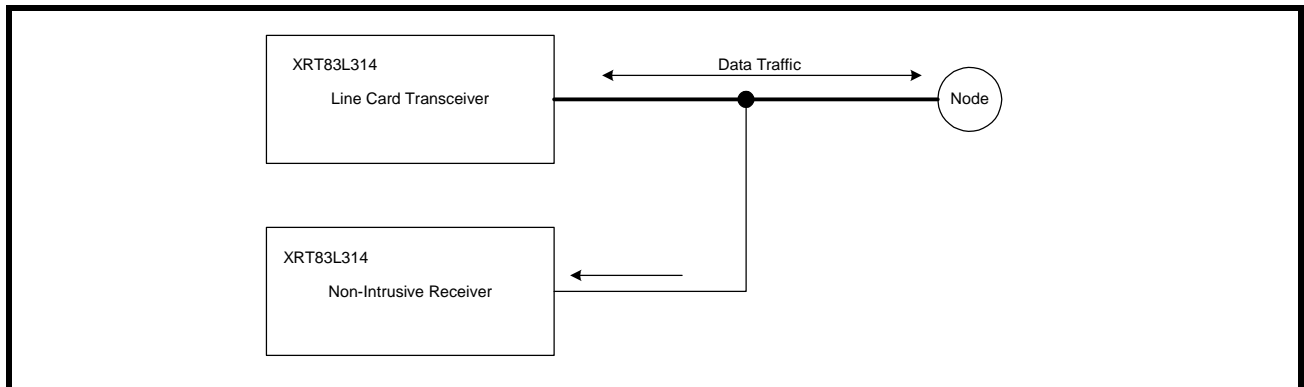 XRT83L314
Line Card Transceiver
Data Traffic
Node
XRT83L314
Non-Intrusive Receiver